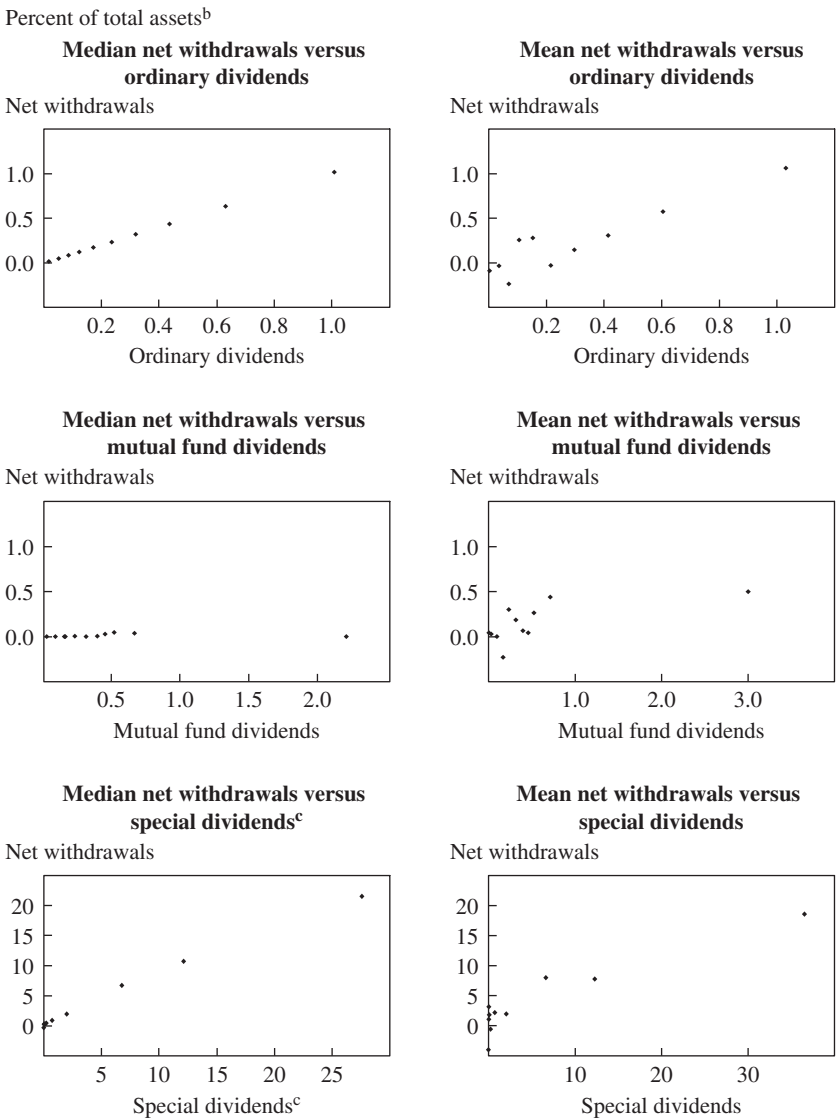 Percent of total assetsᵇ
Median net withdrawals versus
ordinary dividends
Net withdrawals
1.0
0.5
0.0
0.2 0.4 0.6 0.8 1.0
Ordinary dividends
Mean net withdrawals versus
ordinary dividends
Net withdrawals
1.0
0.5
0.0
0.2 0.4 0.6 0.8 1.0
Ordinary dividends
Median net withdrawals versus
mutual fund dividends
Net withdrawals
1.0
0.5
0.0
0.5 1.0 1.5 2.0
Mutual fund dividends
Mean net withdrawals versus
mutual fund dividends
Net withdrawals
1.0
0.5
0.0
1.0 2.0 3.0
Mutual fund dividends
Median net withdrawals versus
special dividendsᶜ
Net withdrawals
20
15
10
5
0
5 10 15 20 25
Special dividendsᶜ
Mean net withdrawals versus
special dividends
Net withdrawals
20
15
10
5
0
10 20 30
Special dividends